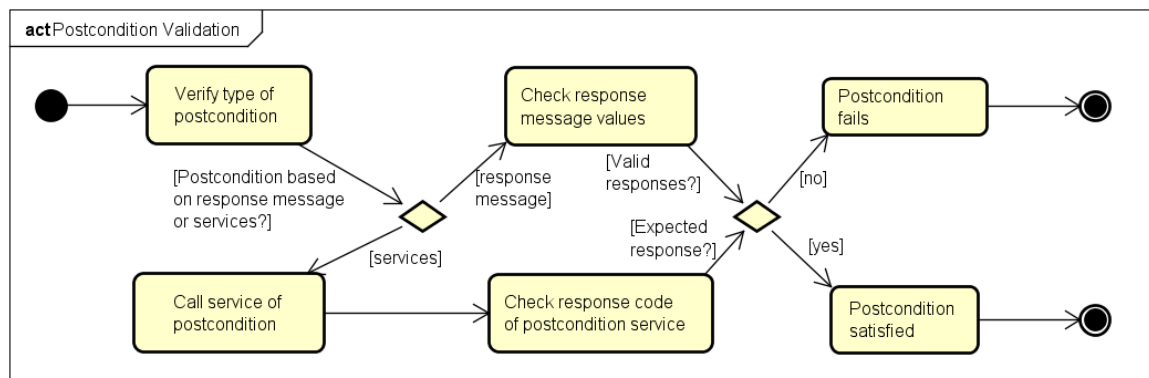 act Postcondition Validation
Verify type of
postcondition
[Postcondition based
on response message
or services?]
[response
message]
[services]
Check response
message values
[Valid
responses?]
[Expected
response?]
Call service of
postcondition
Check response code
of postcondition service
[no]
[yes]
Postcondition
fails
Postcondition
satisfied